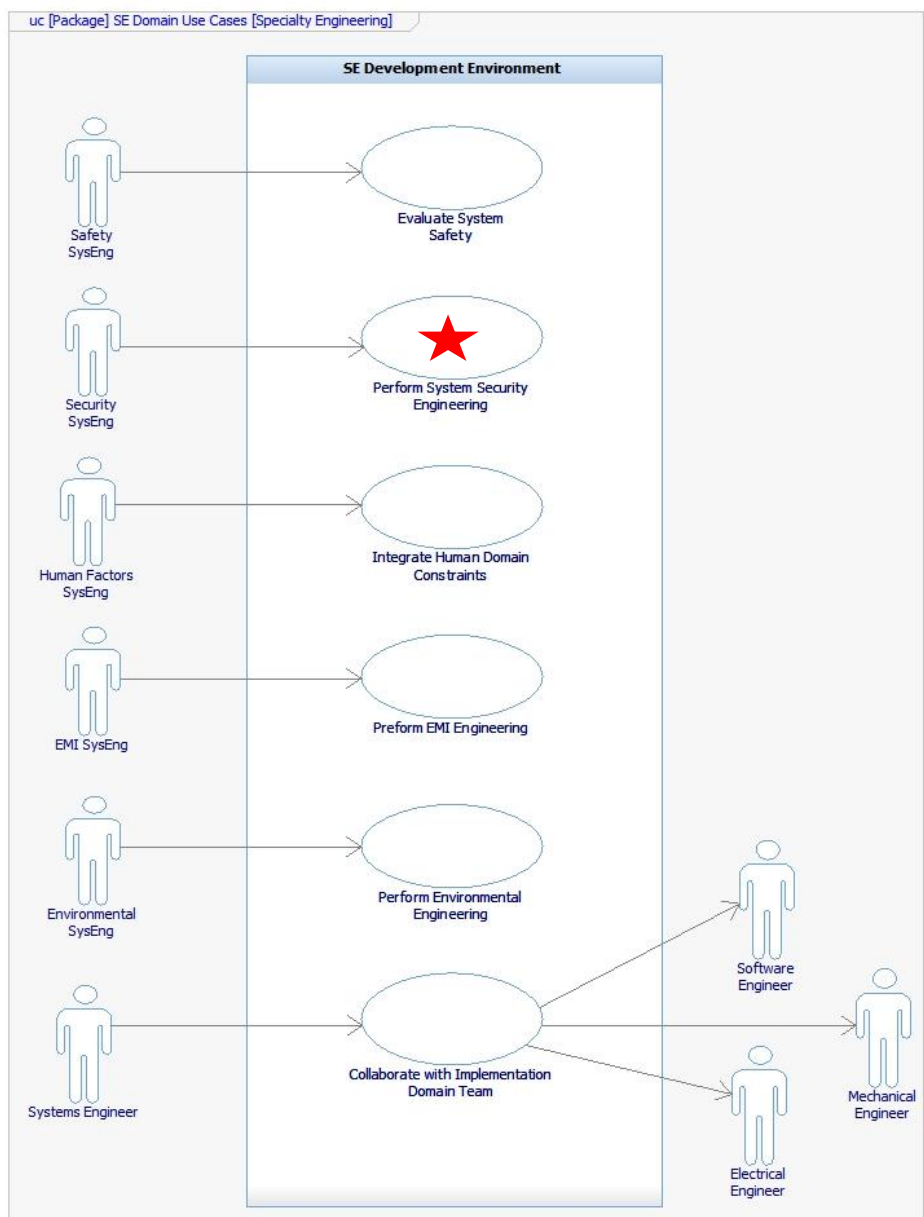 uc [Package] SE Domain Use Cases [Specialty Engineering]
SE Development Environment
Safety
SysEng
Evaluate System
Safety
Security
SysEng
Perform System Security
Engineering
Human Factors
SysEng
Integrate Human Domain
Constraints
EMI SysEng
Preform EMI Engineering
Environmental
SysEng
Perform Environmental
Engineering
Software
Engineer
Systems Engineer
Collaborate with Implementation
Domain Team
Mechanical
Engineer
Electrical
Engineer